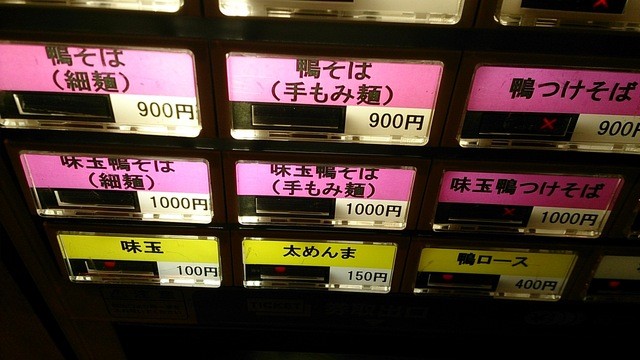 鴨そば
(細麺)
900円
鴨そば
(手もみ麺)
900円
鴨つけそば
900円
味玉鴨そば
(細麺)
1000円
味玉鴨そば
(手もみ麺)
1000円
味玉鴨つけそば
1000円
味玉
100円
太めんま
150円
鴨ロース
400円